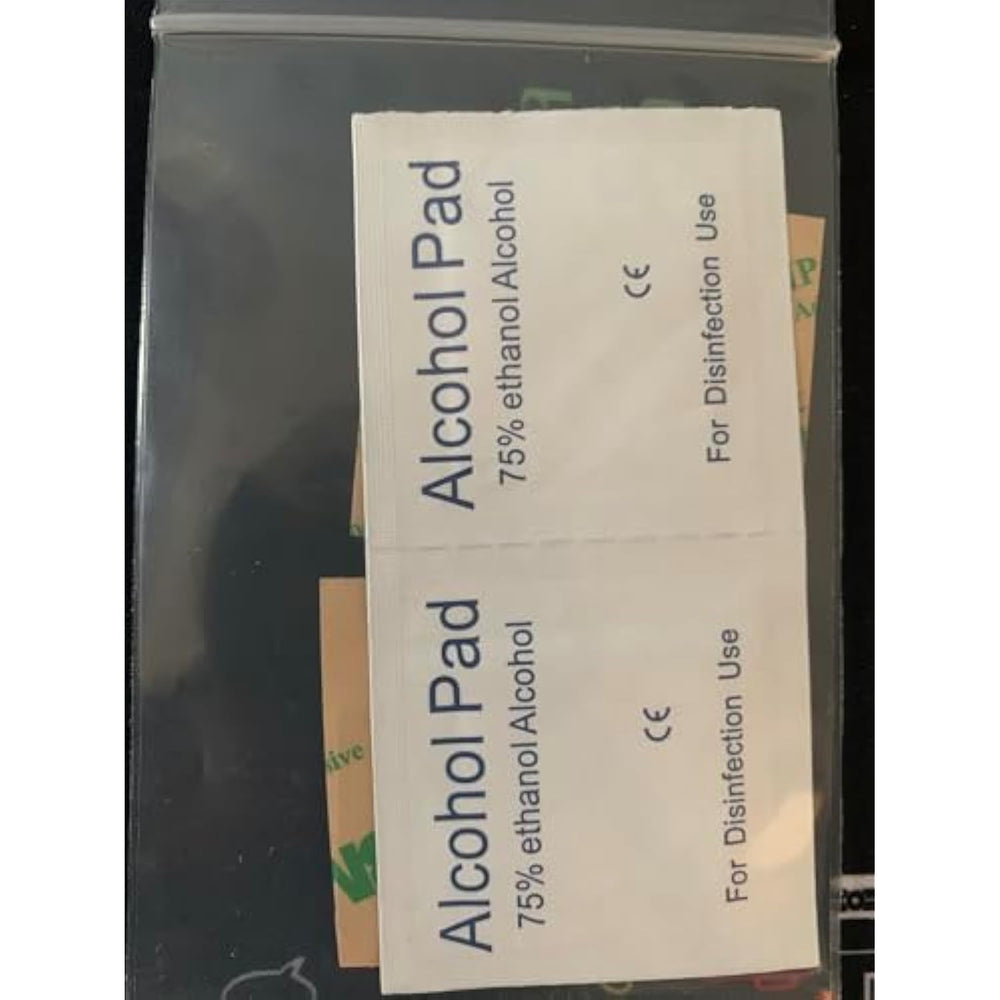 Alcohol Pad
75% ethanol Alcohol
CE
For Disinfection Use
Alcohol Pad
75% ethanol Alcohol
CE
For Disinfection Use